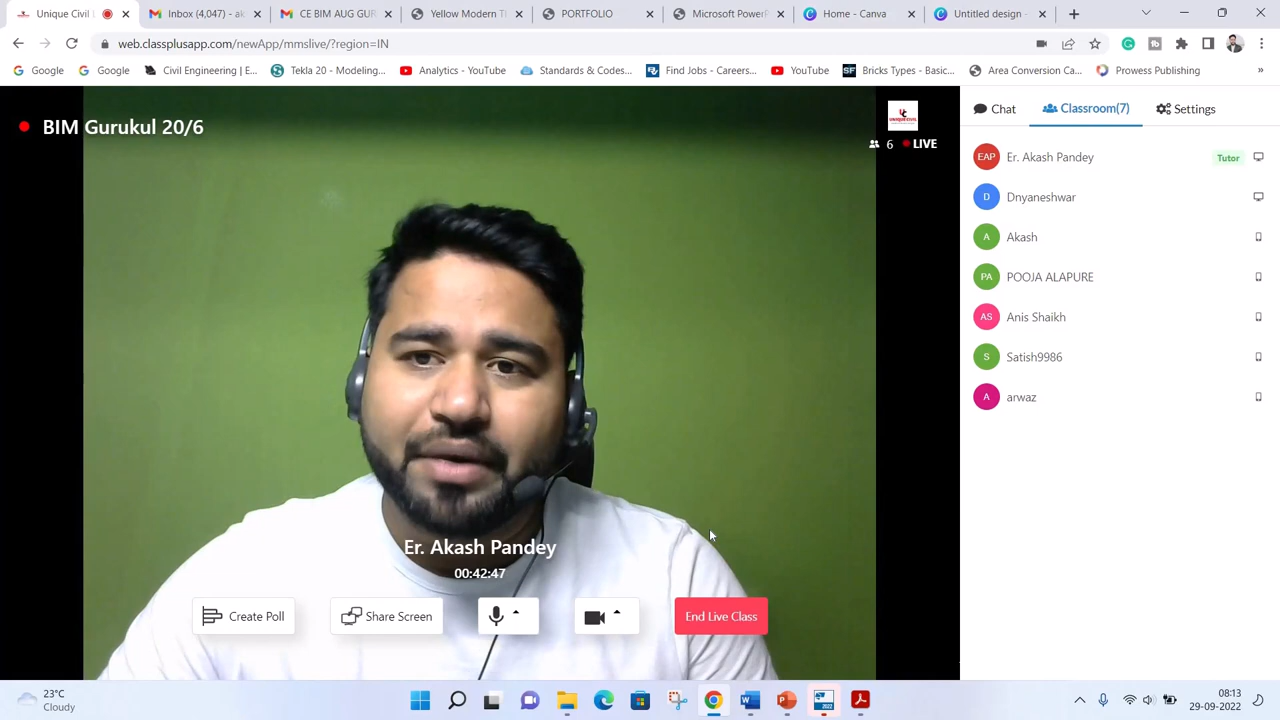 Unique Civil
Inbox (4,047) - ak
CE BIM AUG GUR
Yellow Modern Ti
PORTFOLIO
Microsoft PowerP
Home - Canva
Untitled design -
web.classplusapp.com/newApp/mmslive/?region=IN
Google
Google
Civil Engineering | E...
Tekla 20 - Modeling...
Analytics - YouTube
Standards & Codes...
Find Jobs - Careers...
YouTube
Bricks Types - Basic...
Area Conversion Ca...
Prowess Publishing
»
BIM Gurukul 20/6
UNIQUE CIVIL
6 LIVE
Chat
Classroom(7)
Settings
EAP Er. Akash Pandey Tutor
D Dnyaneshwar
A Akash
PA POOJA ALAPURE
AS Anis Shaikh
S Satish9986
A arwaz
Er. Akash Pandey
00:42:47
Create Poll
Share Screen
End Live Class
23°C
Cloudy
08:13
29-09-2022